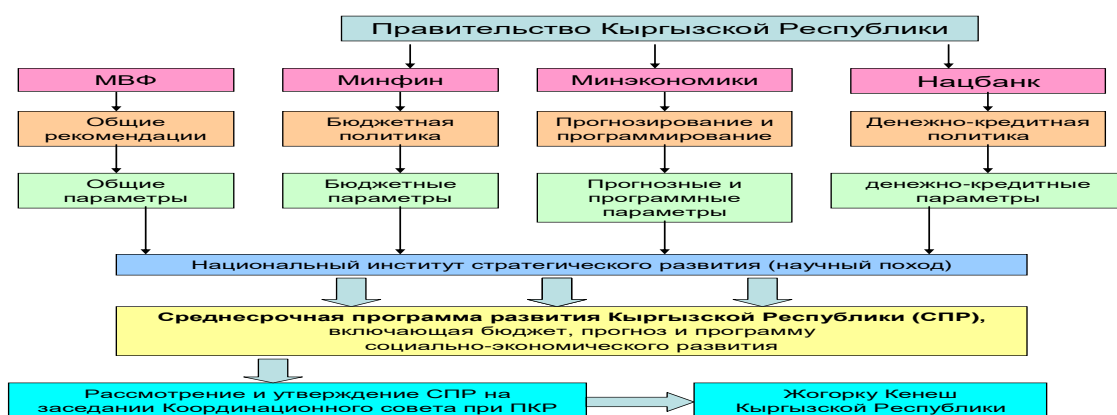 Правительство Кыргызской Республики
МВФ
Минфин
Минэкономики
Нацбанк
Общие
рекомендации
Бюджетная
политика
Прогнозирование и
программирование
Денежно-кредитная
политика
Общие
параметры
Бюджетные
параметры
Прогнозные и
программные
параметры
денежно-кредитные
параметры
Национальный институт стратегического развития (научный поход)
Среднесрочная программа развития Кыргызской Республики (СПР),
включающая бюджет, прогноз и программу
социально-экономического развития
Рассмотрение и утверждение СПР на
заседании Координационного совета при ПКР
Жогорку Кенеш
Кыргызской Республики